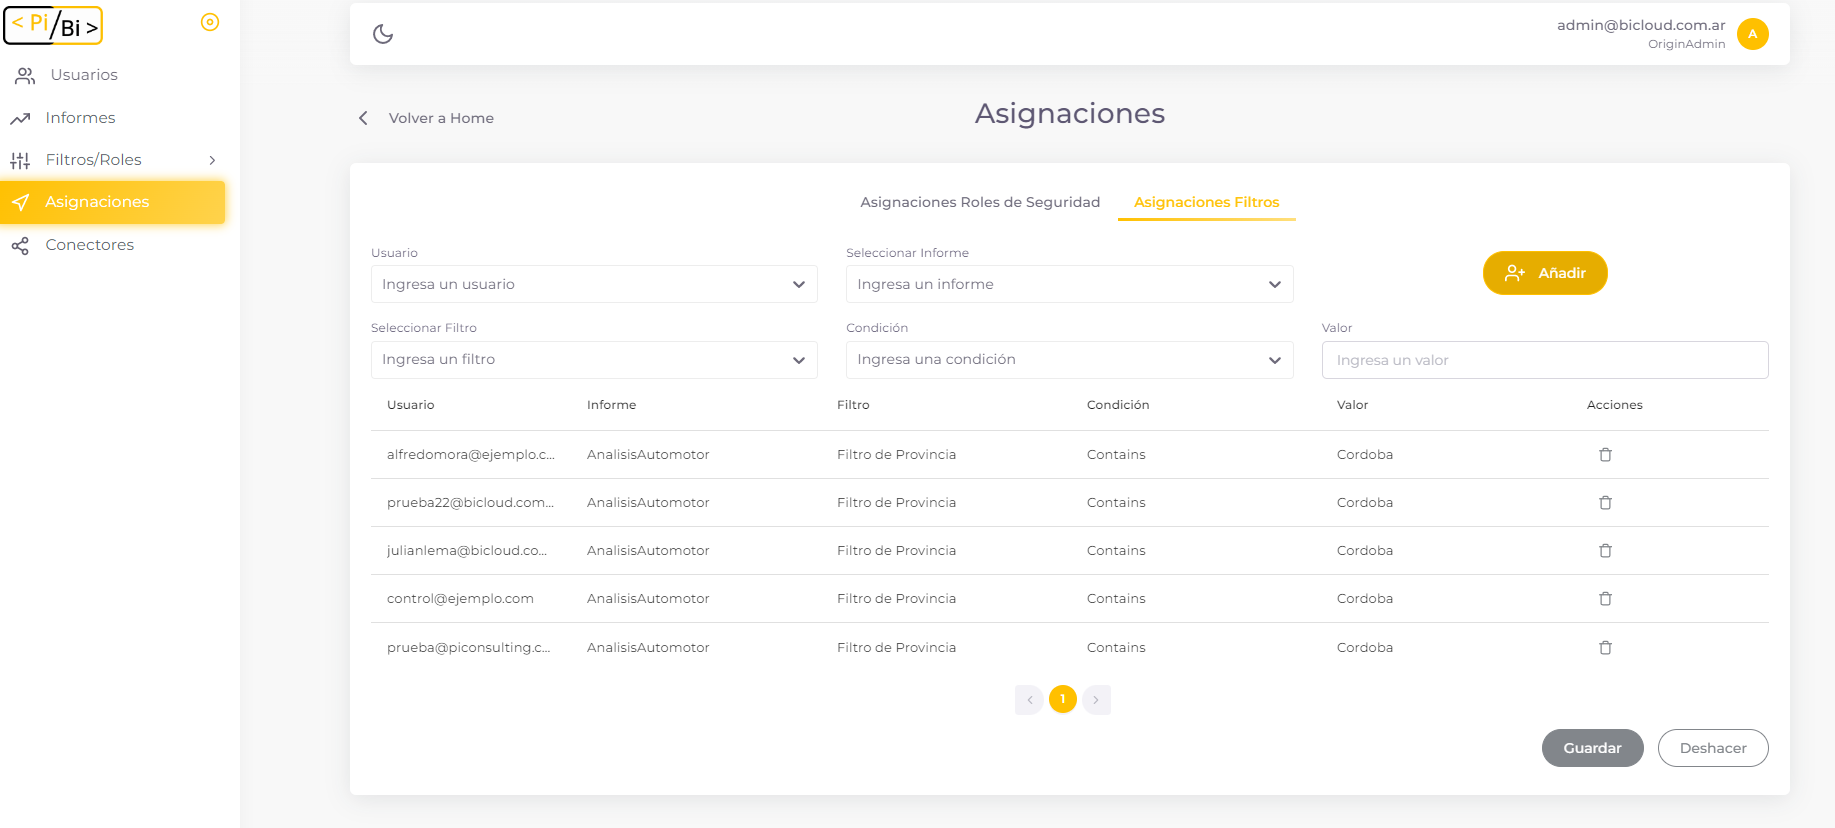 < Pi/Bi >
Usuarios
Informes
Filtros/Roles
Asignaciones
Conectores
admin@bicloud.com.ar
OriginAdmin
A
Volver a Home
Asignaciones
Asignaciones Roles de Seguridad
Asignaciones Filtros
Usuario
Seleccionar Informe
Ingresa un usuario
Ingresa un informe
Añadir
Seleccionar Filtro
Condición
Valor
Ingresa un filtro
Ingresa una condición
Ingresa un valor
Usuario Informe Filtro Condición Valor Acciones
alfredomora@ejemplo.c... AnalisisAutomotor Filtro de Provincia Contains Cordoba
prueba22@bicloud.com... AnalisisAutomotor Filtro de Provincia Contains Cordoba
julianlema@bicloud.co... AnalisisAutomotor Filtro de Provincia Contains Cordoba
control@ejemplo.com AnalisisAutomotor Filtro de Provincia Contains Cordoba
prueba@piconsulting.c... AnalisisAutomotor Filtro de Provincia Contains Cordoba
1
Guardar
Deshacer